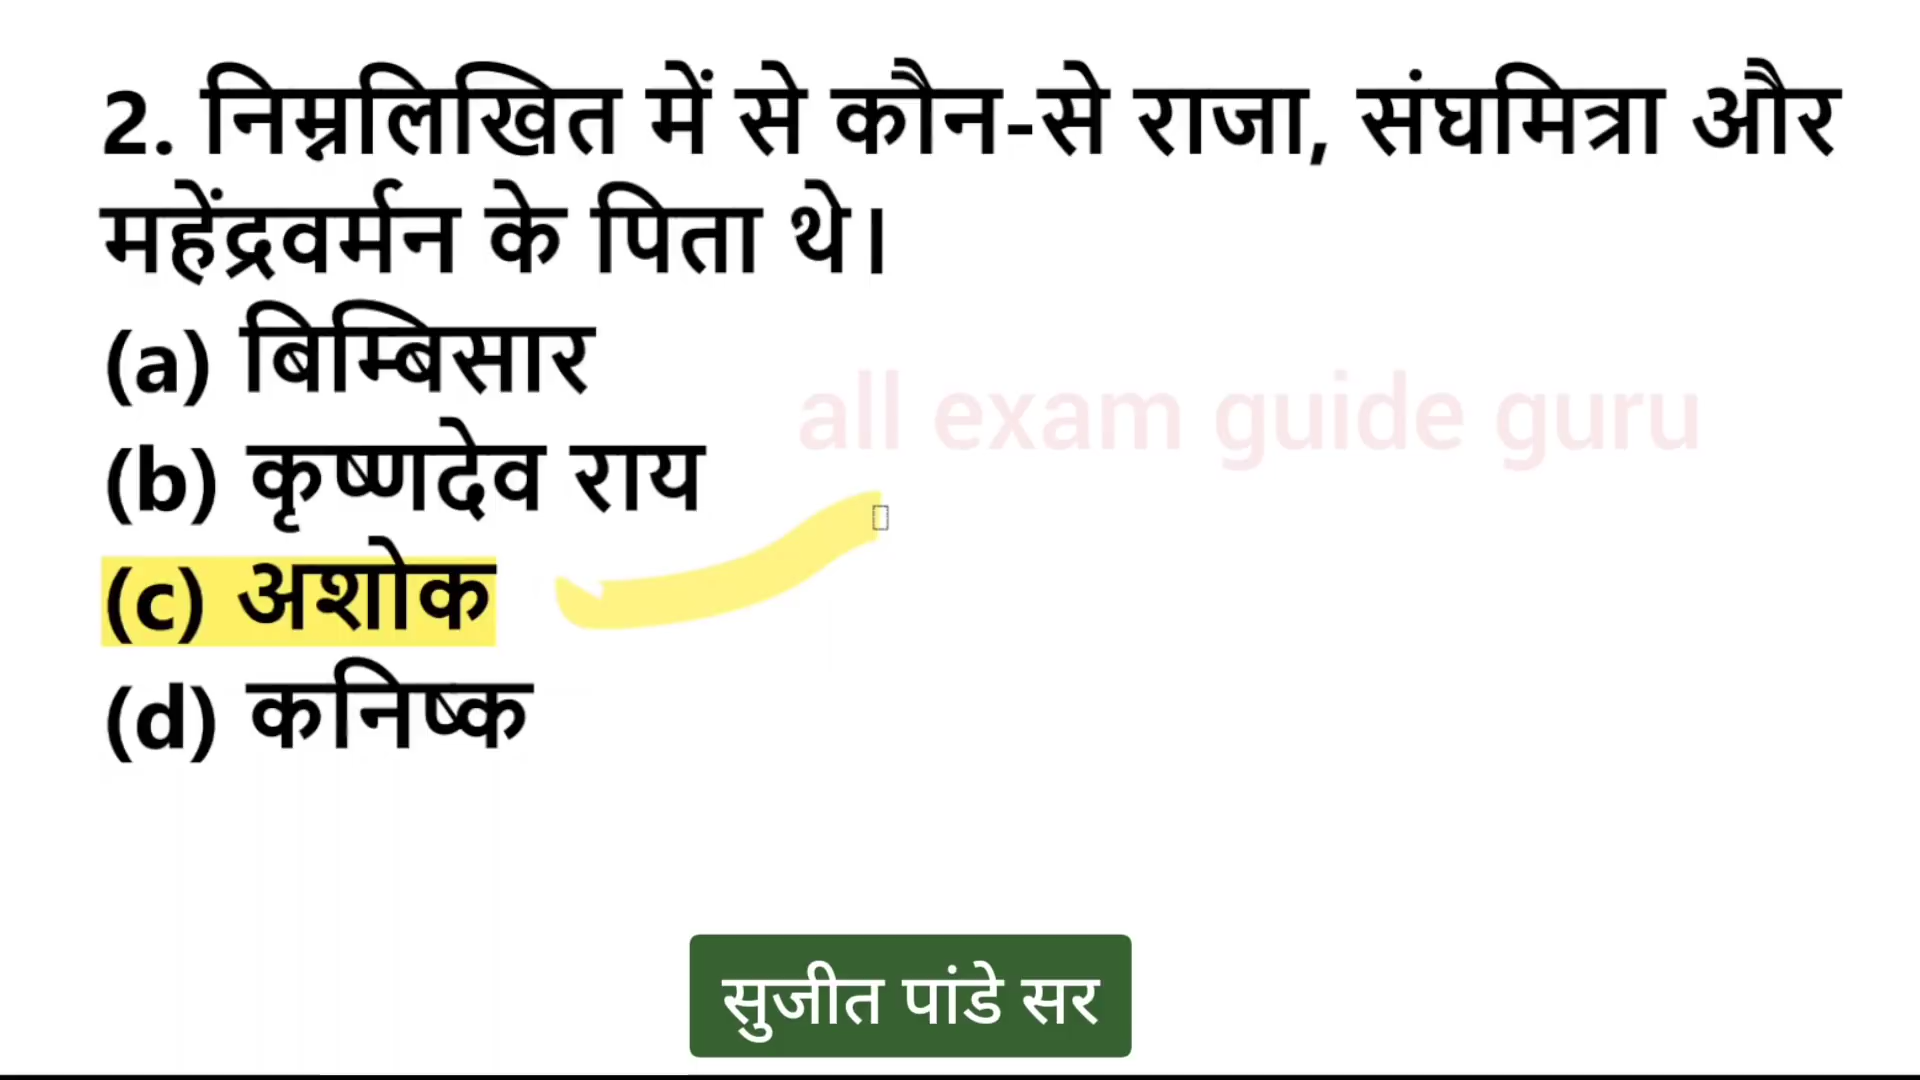 2. निम्नलिखित में से कौन-से राजा, संघमित्रा और
महेंद्रवर्मन के पिता थे।
(a) बिम्बिसार
all exam guide guru
(b) कृष्णदेव राय
(c) अशोक
(d) कनिष्क
सुजीत पांडे सर